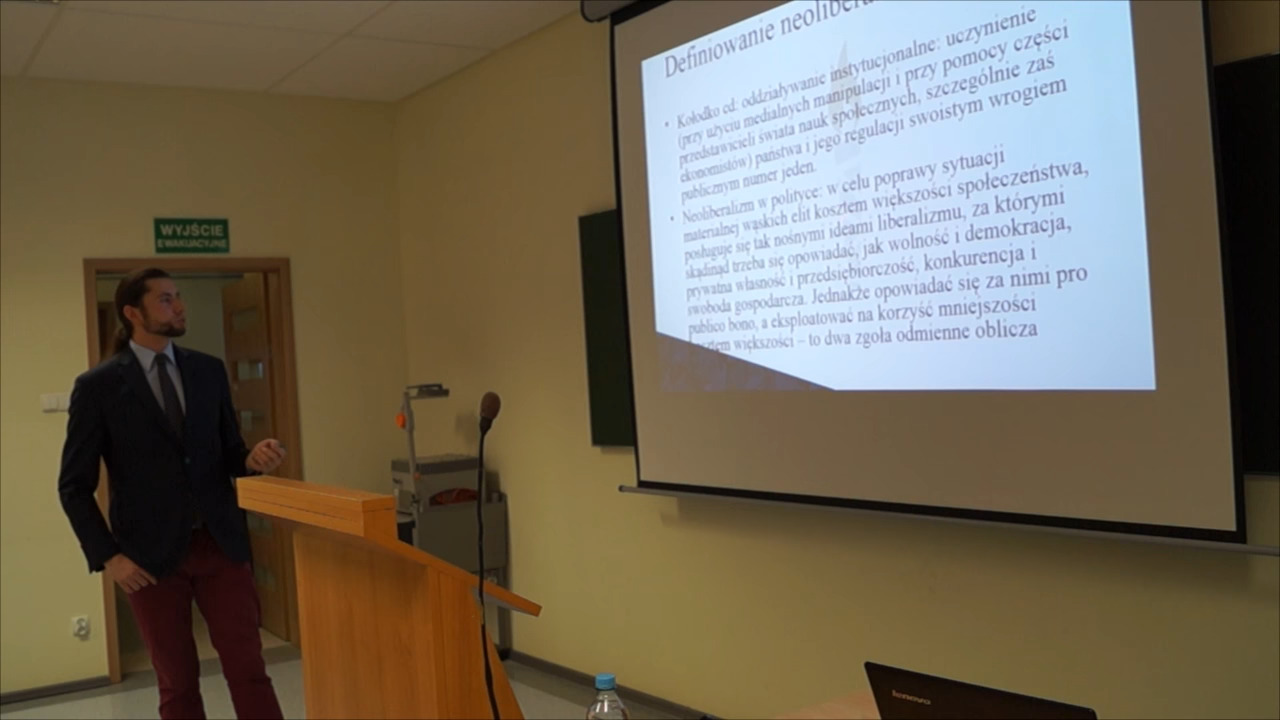 WYJŚCIE
EWAKUACYJNE
Definiowanie
• Kołodko cd: oddziaływanie instytucjonalne: uczynienie
(przy użyciu medialnych manipulacji i przy pomocy części
przedstawicieli świata nauk społecznych, szczególnie zaś
ekonomistów) państwa i jego regulacji swoistym wrogiem
publicznym numer jeden.
• Neoliberalizm w polityce: w celu poprawy sytuacji
materialnej wąskich elit kosztem większości społeczeństwa,
posługuje się tak nośnymi ideami liberalizmu, za którymi
skądinąd trzeba się opowiadać, jak wolność i demokracja,
prywatna własność i przedsiębiorczość, konkurencja i
swoboda gospodarcza. Jednakże opowiadać się za nimi pro
publico bono, a eksploatować na korzyść mniejszości
kosztem większości – to dwa zgoła odmienne oblicza
lenovo